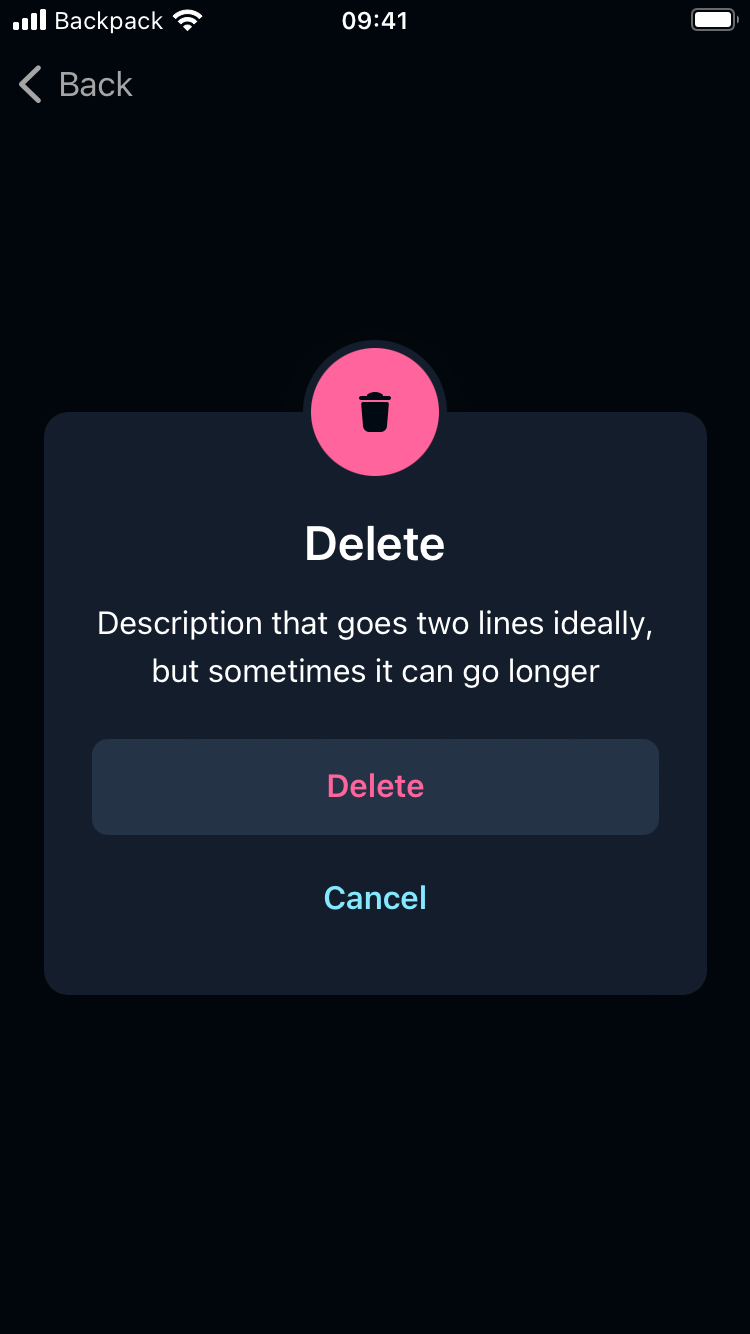 Backpack 09:41
Back
Delete
Description that goes two lines ideally,
but sometimes it can go longer
Delete
Cancel